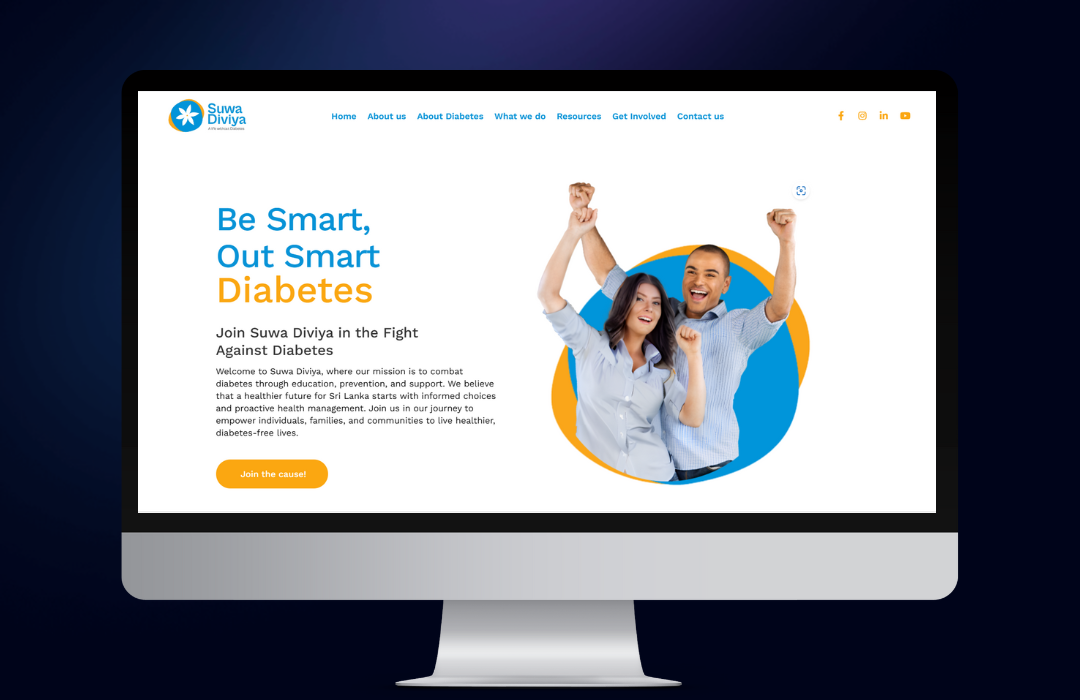 Suwa
Diviya
A life without Diabetes
Home About us About Diabetes What we do Resources Get Involved Contact us
Be Smart,
Out Smart
Diabetes
Join Suwa Diviya in the Fight
Against Diabetes
Welcome to Suwa Diviya, where our mission is to combat
diabetes through education, prevention, and support. We believe
that a healthier future for Sri Lanka starts with informed choices
and proactive health management. Join us in our journey to
empower individuals, families, and communities to live healthier,
diabetes-free lives.
Join the cause!